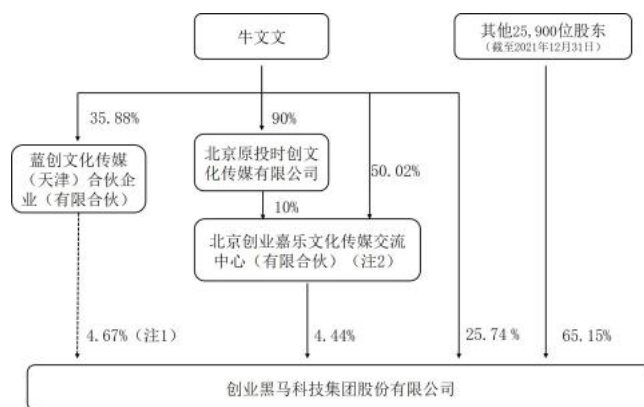 牛文文
其他25,900位股东
(截至2021年12月31日)
35.88%
90%
50.02%
蓝创文化传媒
(天津)合伙企
业(有限合伙)
北京原投时创文
化传媒有限公司
10%
北京创业嘉乐文化传媒交流
中心(有限合伙)(注2)
4.67%(注1)
4.44%
25.74%
65.15%
创业黑马科技集团股份有限公司